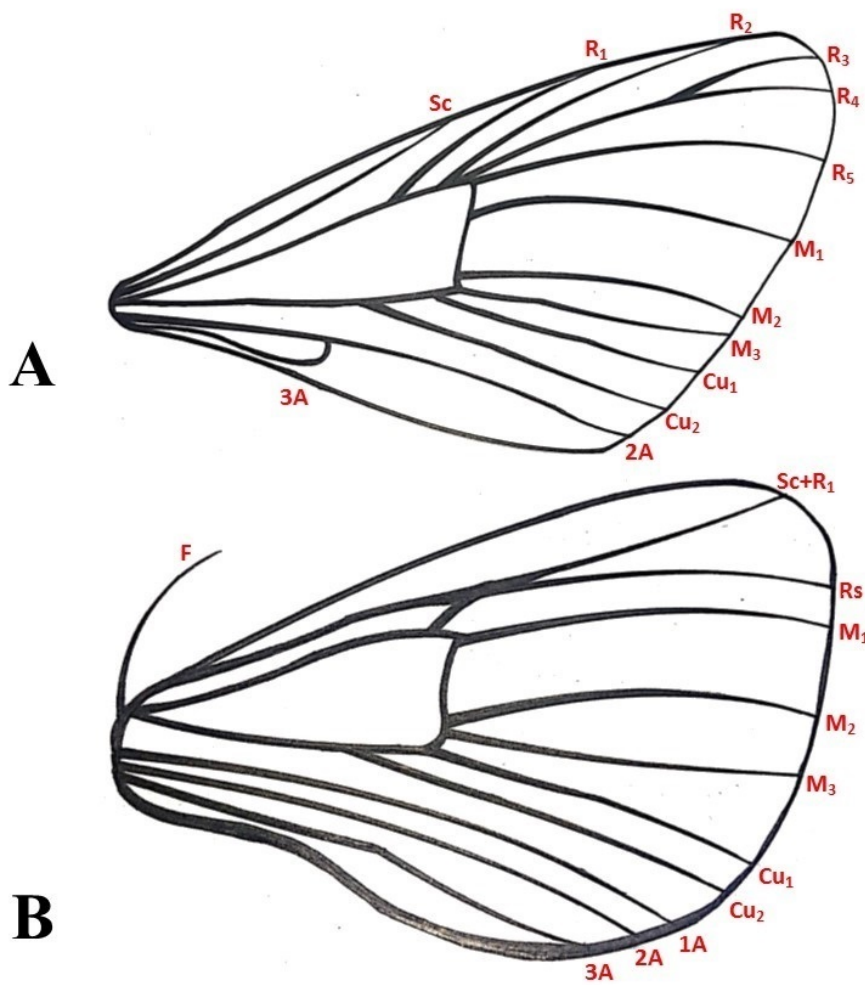 R₂
R₁
R₃
Sc
R₄
R₅
M₁
M₂
M₃
A
Cu₁
3A
Cu₂
2A
Sc+R₁
F
Rs
M₁
M₂
M₃
Cu₁
B
Cu₂
1A
2A
3A